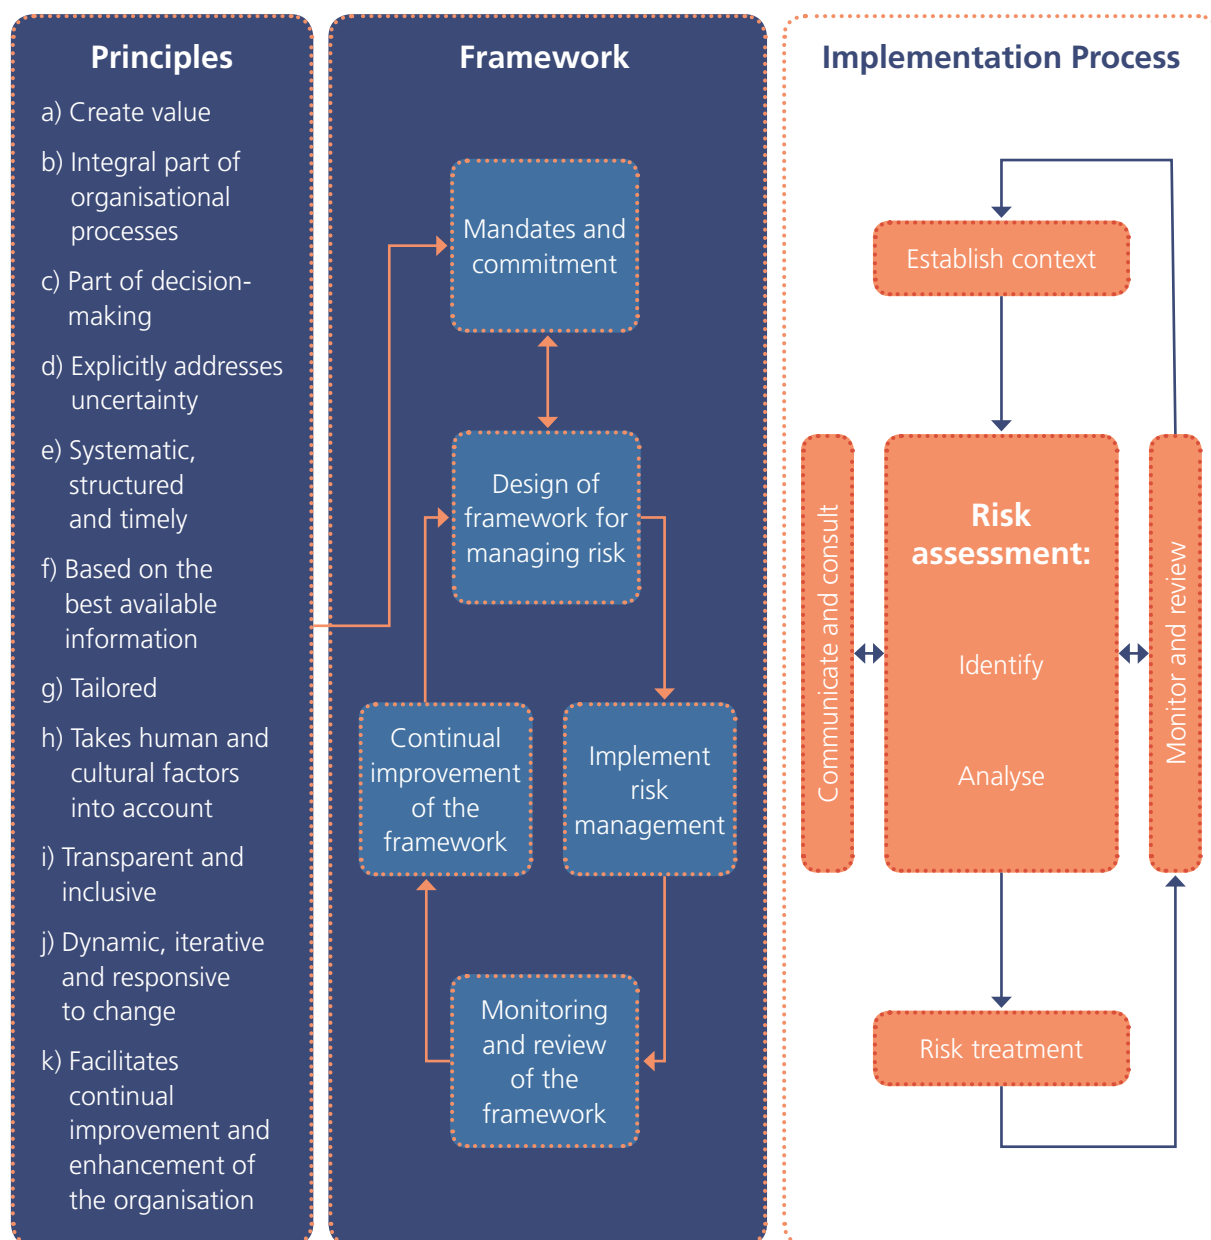 Principles
a) Create value
b) Integral part of
organisational
processes
c) Part of decision-
making
d) Explicitly addresses
uncertainty
e) Systematic,
structured
and timely
f) Based on the
best available
information
g) Tailored
h) Takes human and
cultural factors
into account
i) Transparent and
inclusive
j) Dynamic, iterative
and responsive
to change
k) Facilitates
continual
improvement and
enhancement of
the organisation
Framework
Mandates and
commitment
Design of
framework for
managing risk
Continual
improvement
of the
framework
Implement
risk
management
Monitoring
and review
of the
framework
Implementation Process
Establish context
Communicate and consult
Risk
assessment:
Identify
Analyse
Monitor and review
Risk treatment